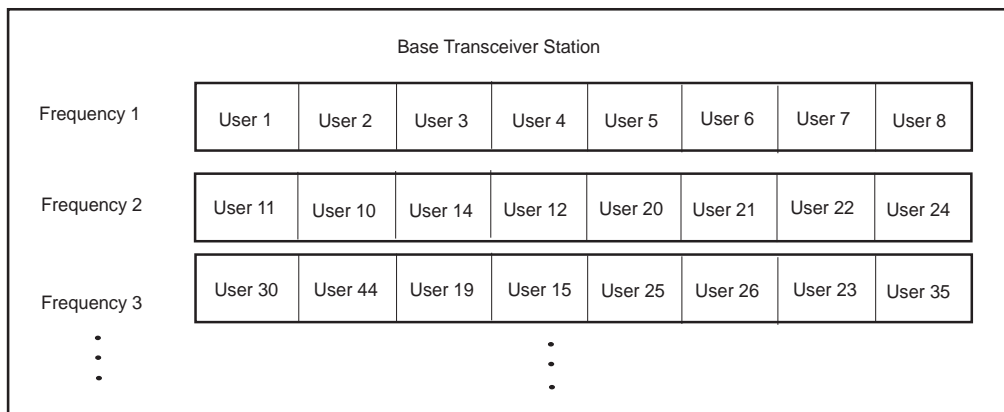 Base Transceiver Station
Frequency 1 User 1 User 2 User 3 User 4 User 5 User 6 User 7 User 8
Frequency 2 User 11 User 10 User 14 User 12 User 20 User 21 User 22 User 24
Frequency 3 User 30 User 44 User 19 User 15 User 25 User 26 User 23 User 35